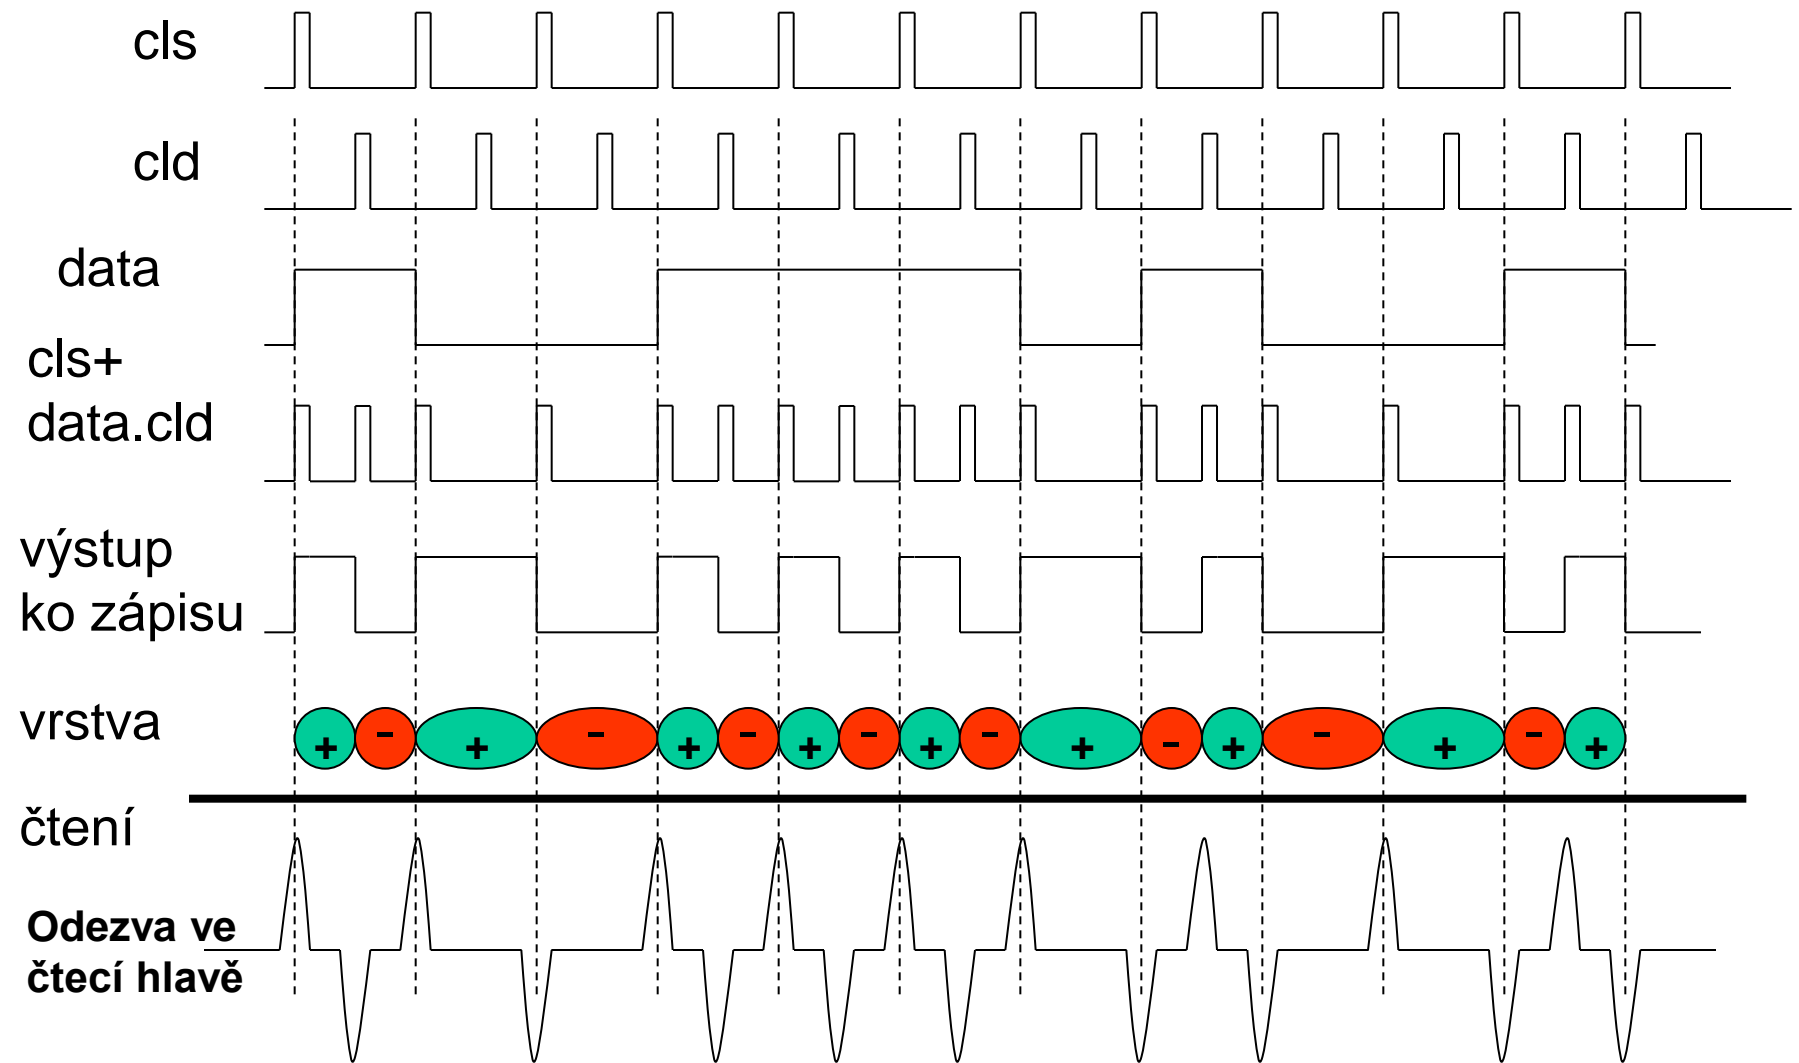 cls
cld
data
cls+
data.cld
výstup
ko zápisu
vrstva
+ - + - + - + - + - + - + - + - +
čtení
Odezva ve
čtecí hlavě